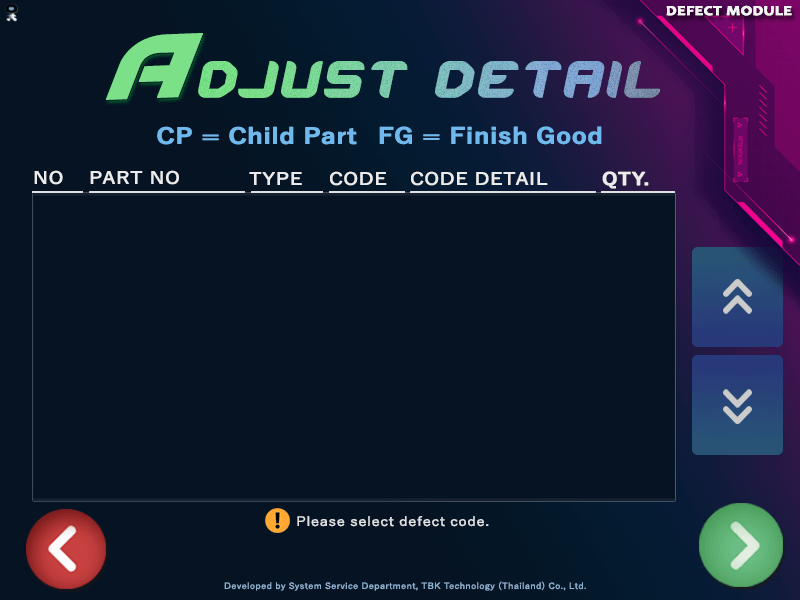 DEFECT MODULE
ADJUST DETAIL
CP = Child Part FG = Finish Good
NO PART NO TYPE CODE CODE DETAIL QTY.
Please select defect code.
Developed by System Service Department, TBK Technology (Thailand) Co., Ltd.